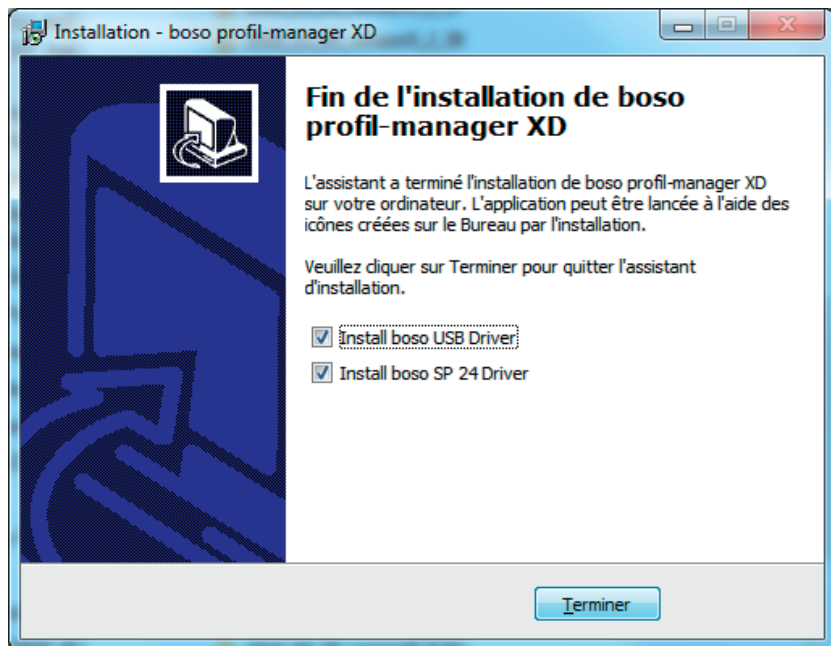 Installation - boso profil-manager XD
Fin de l'installation de boso
profil-manager XD
L'assistant a terminé l'installation de boso profil-manager XD
sur votre ordinateur. L'application peut être lancée à l'aide des
icônes créées sur le Bureau par l'installation.
Veuillez cliquer sur Terminer pour quitter l'assistant
d'installation.
Install boso USB Driver
Install boso SP 24 Driver
Terminer